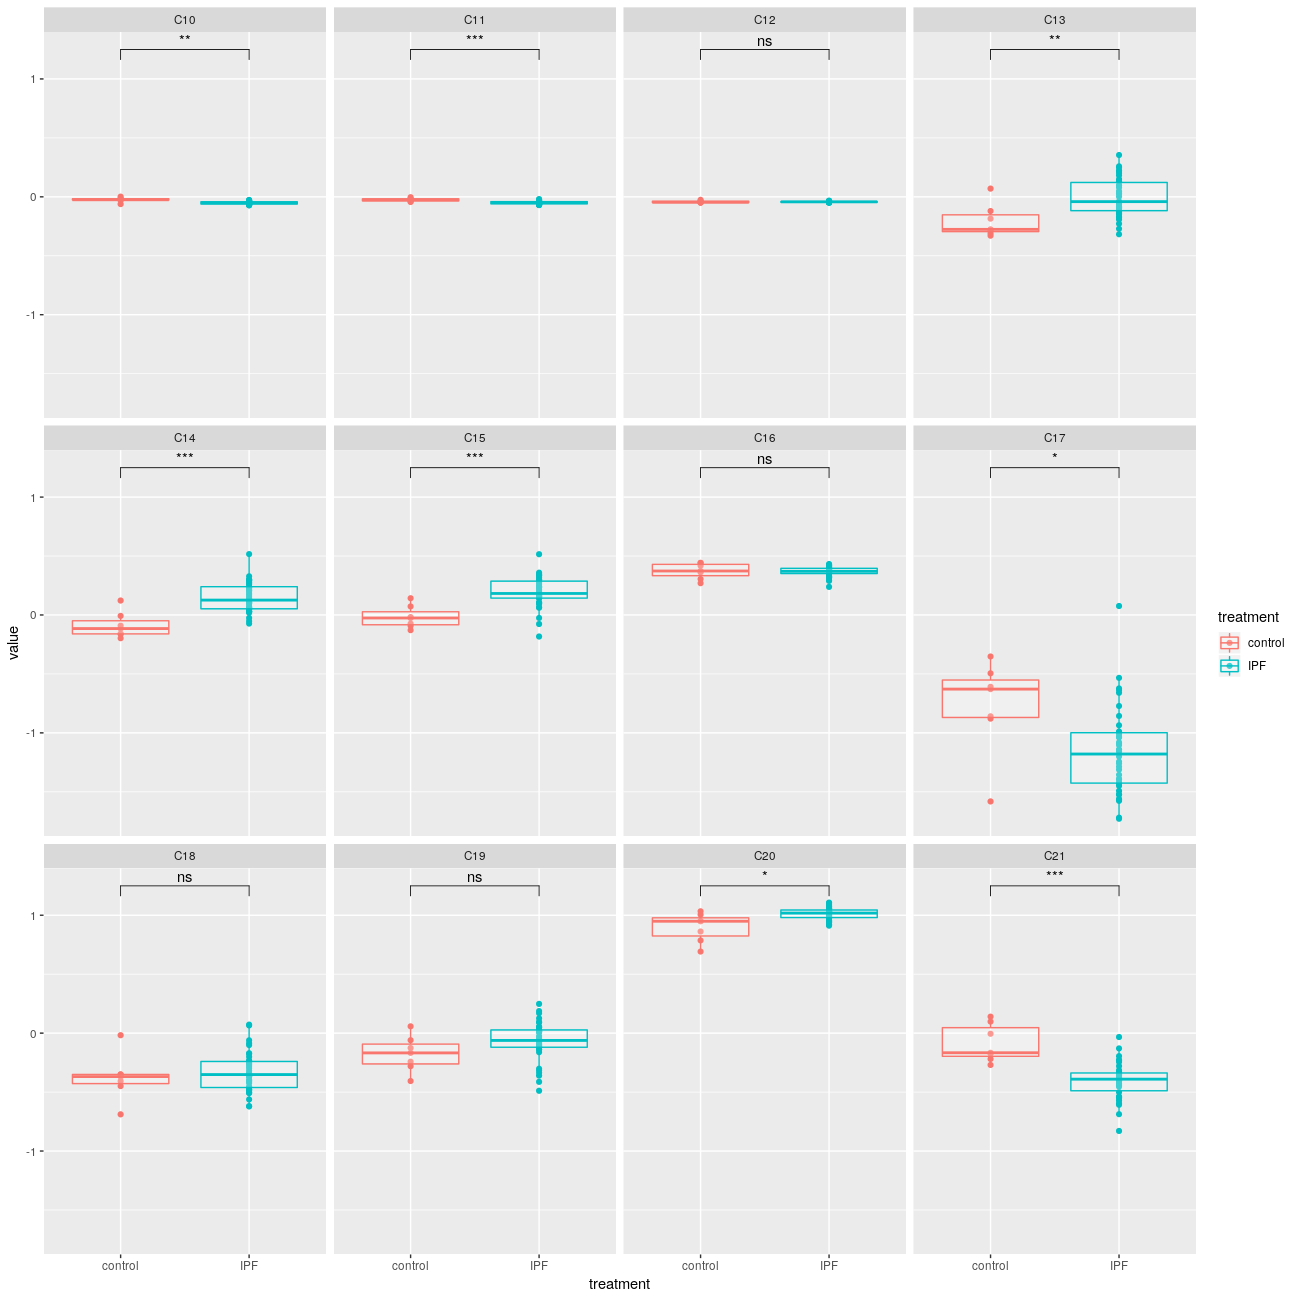 C10 C11 C12 C13
** *** ns **
1
0
-1
C14 C15 C16 C17
*** *** ns *
1
0
-1
value
treatment
control
IPF
C18 C19 C20 C21
ns ns * ***
1
0
-1
control IPF control IPF control IPF control IPF
treatment